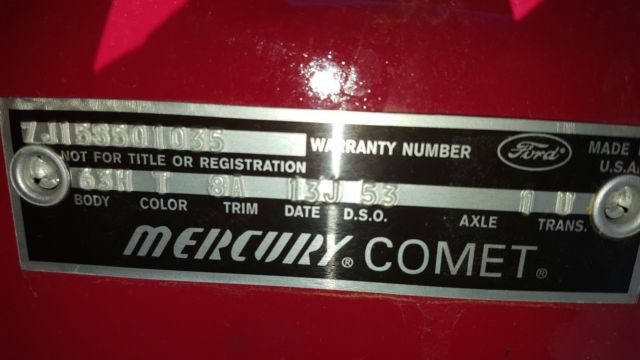 7J15S501035 WARRANTY NUMBER Ford MADE
NOT FOR TITLE OR REGISTRATION U.S.A
63H T 8A 13J 53 1 U
BODY COLOR TRIM DATE D.S.O. AXLE TRANS.
MERCURY® COMET®